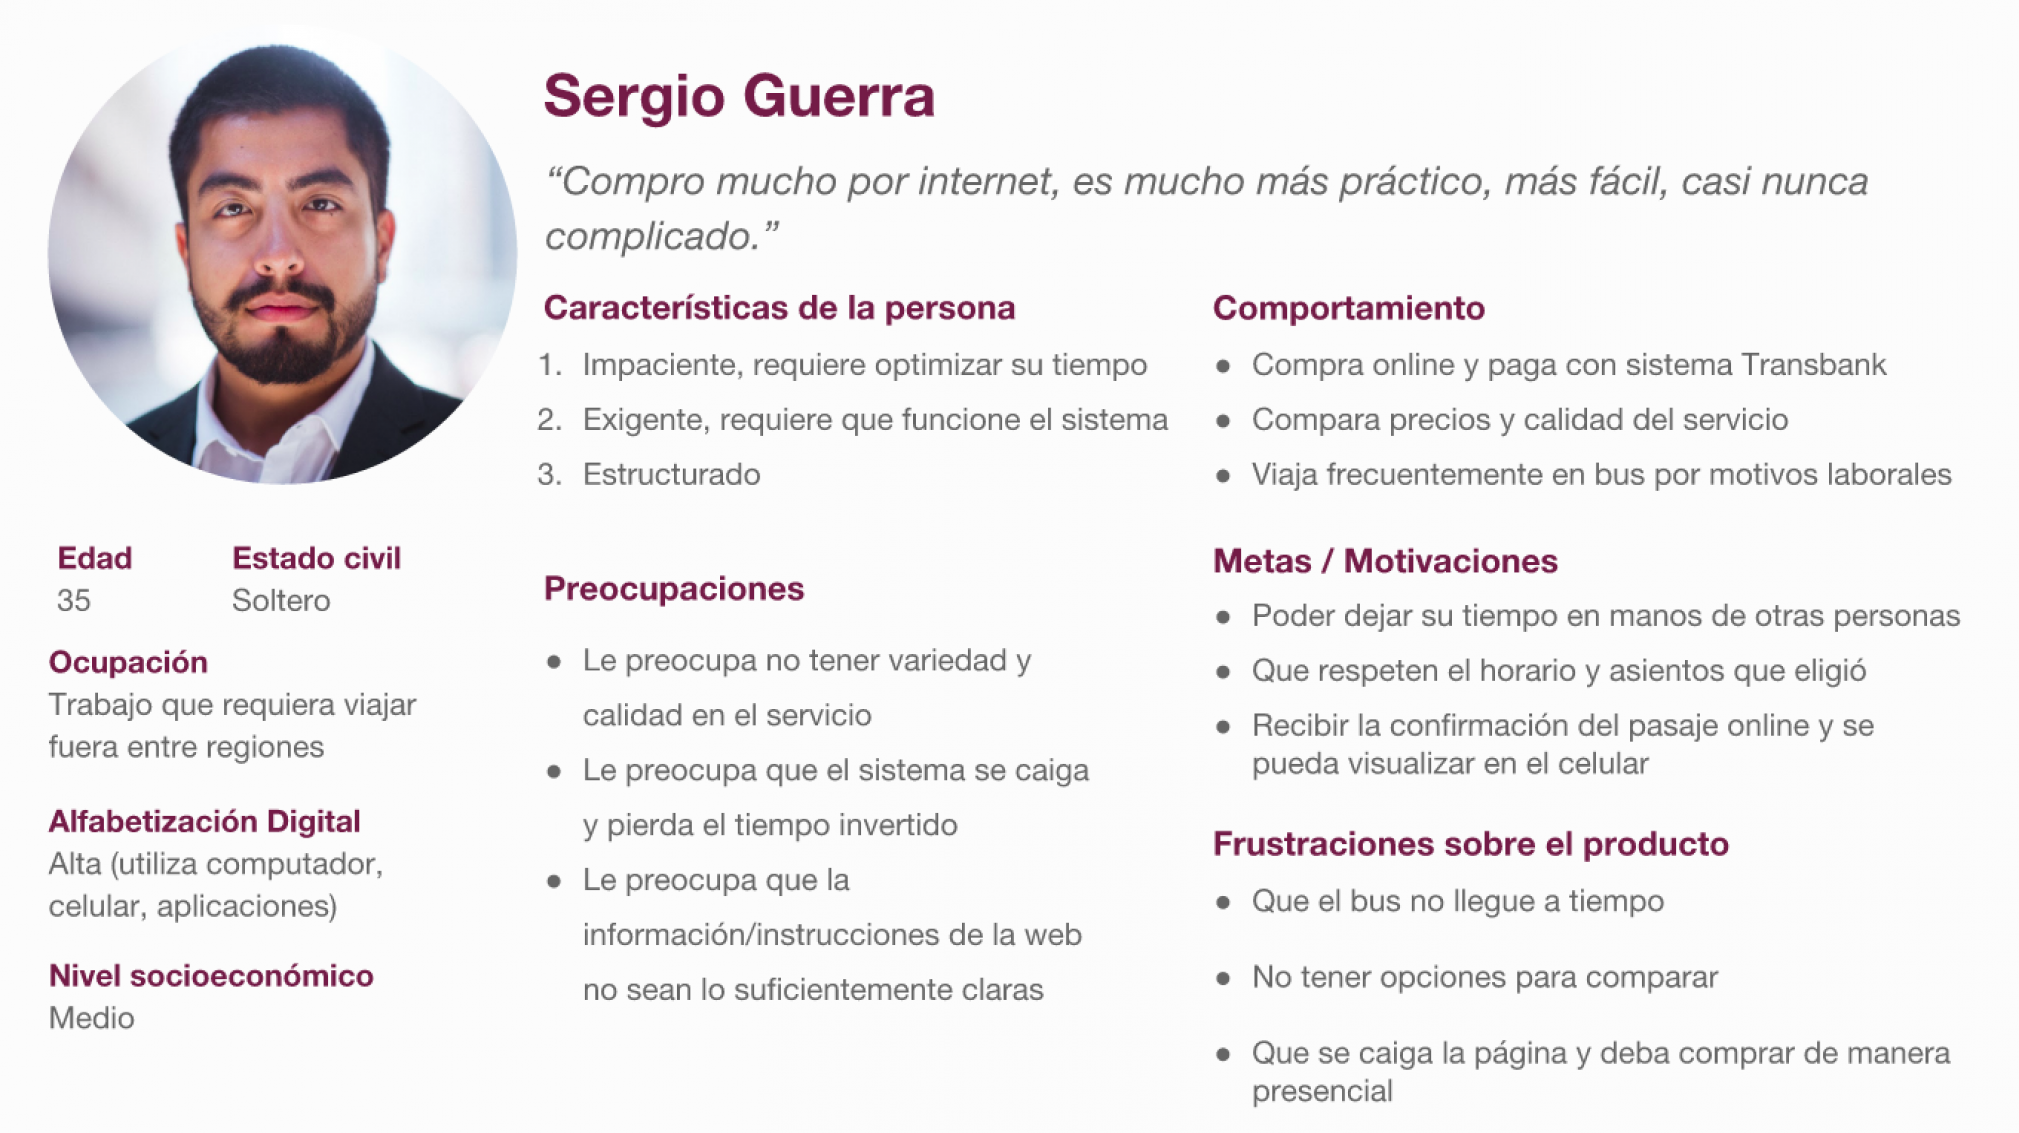 Sergio Guerra
“Compro mucho por internet, es mucho más práctico, más fácil, casi nunca
complicado.”
Características de la persona
1. Impaciente, requiere optimizar su tiempo
2. Exigente, requiere que funcione el sistema
3. Estructurado
Comportamiento
● Compra online y paga con sistema Transbank
● Compara precios y calidad del servicio
● Viaja frecuentemente en bus por motivos laborales
Edad
35
Estado civil
Soltero
Ocupación
Trabajo que requiera viajar
fuera entre regiones
Alfabetización Digital
Alta (utiliza computador,
celular, aplicaciones)
Nivel socioeconómico
Medio
Preocupaciones
● Le preocupa no tener variedad y
calidad en el servicio
● Le preocupa que el sistema se caiga
y pierda el tiempo invertido
● Le preocupa que la
información/instrucciones de la web
no sean lo suficientemente claras
Metas / Motivaciones
● Poder dejar su tiempo en manos de otras personas
● Que respeten el horario y asientos que eligió
● Recibir la confirmación del pasaje online y se
pueda visualizar en el celular
Frustraciones sobre el producto
● Que el bus no llegue a tiempo
● No tener opciones para comparar
● Que se caiga la página y deba comprar de manera
presencial